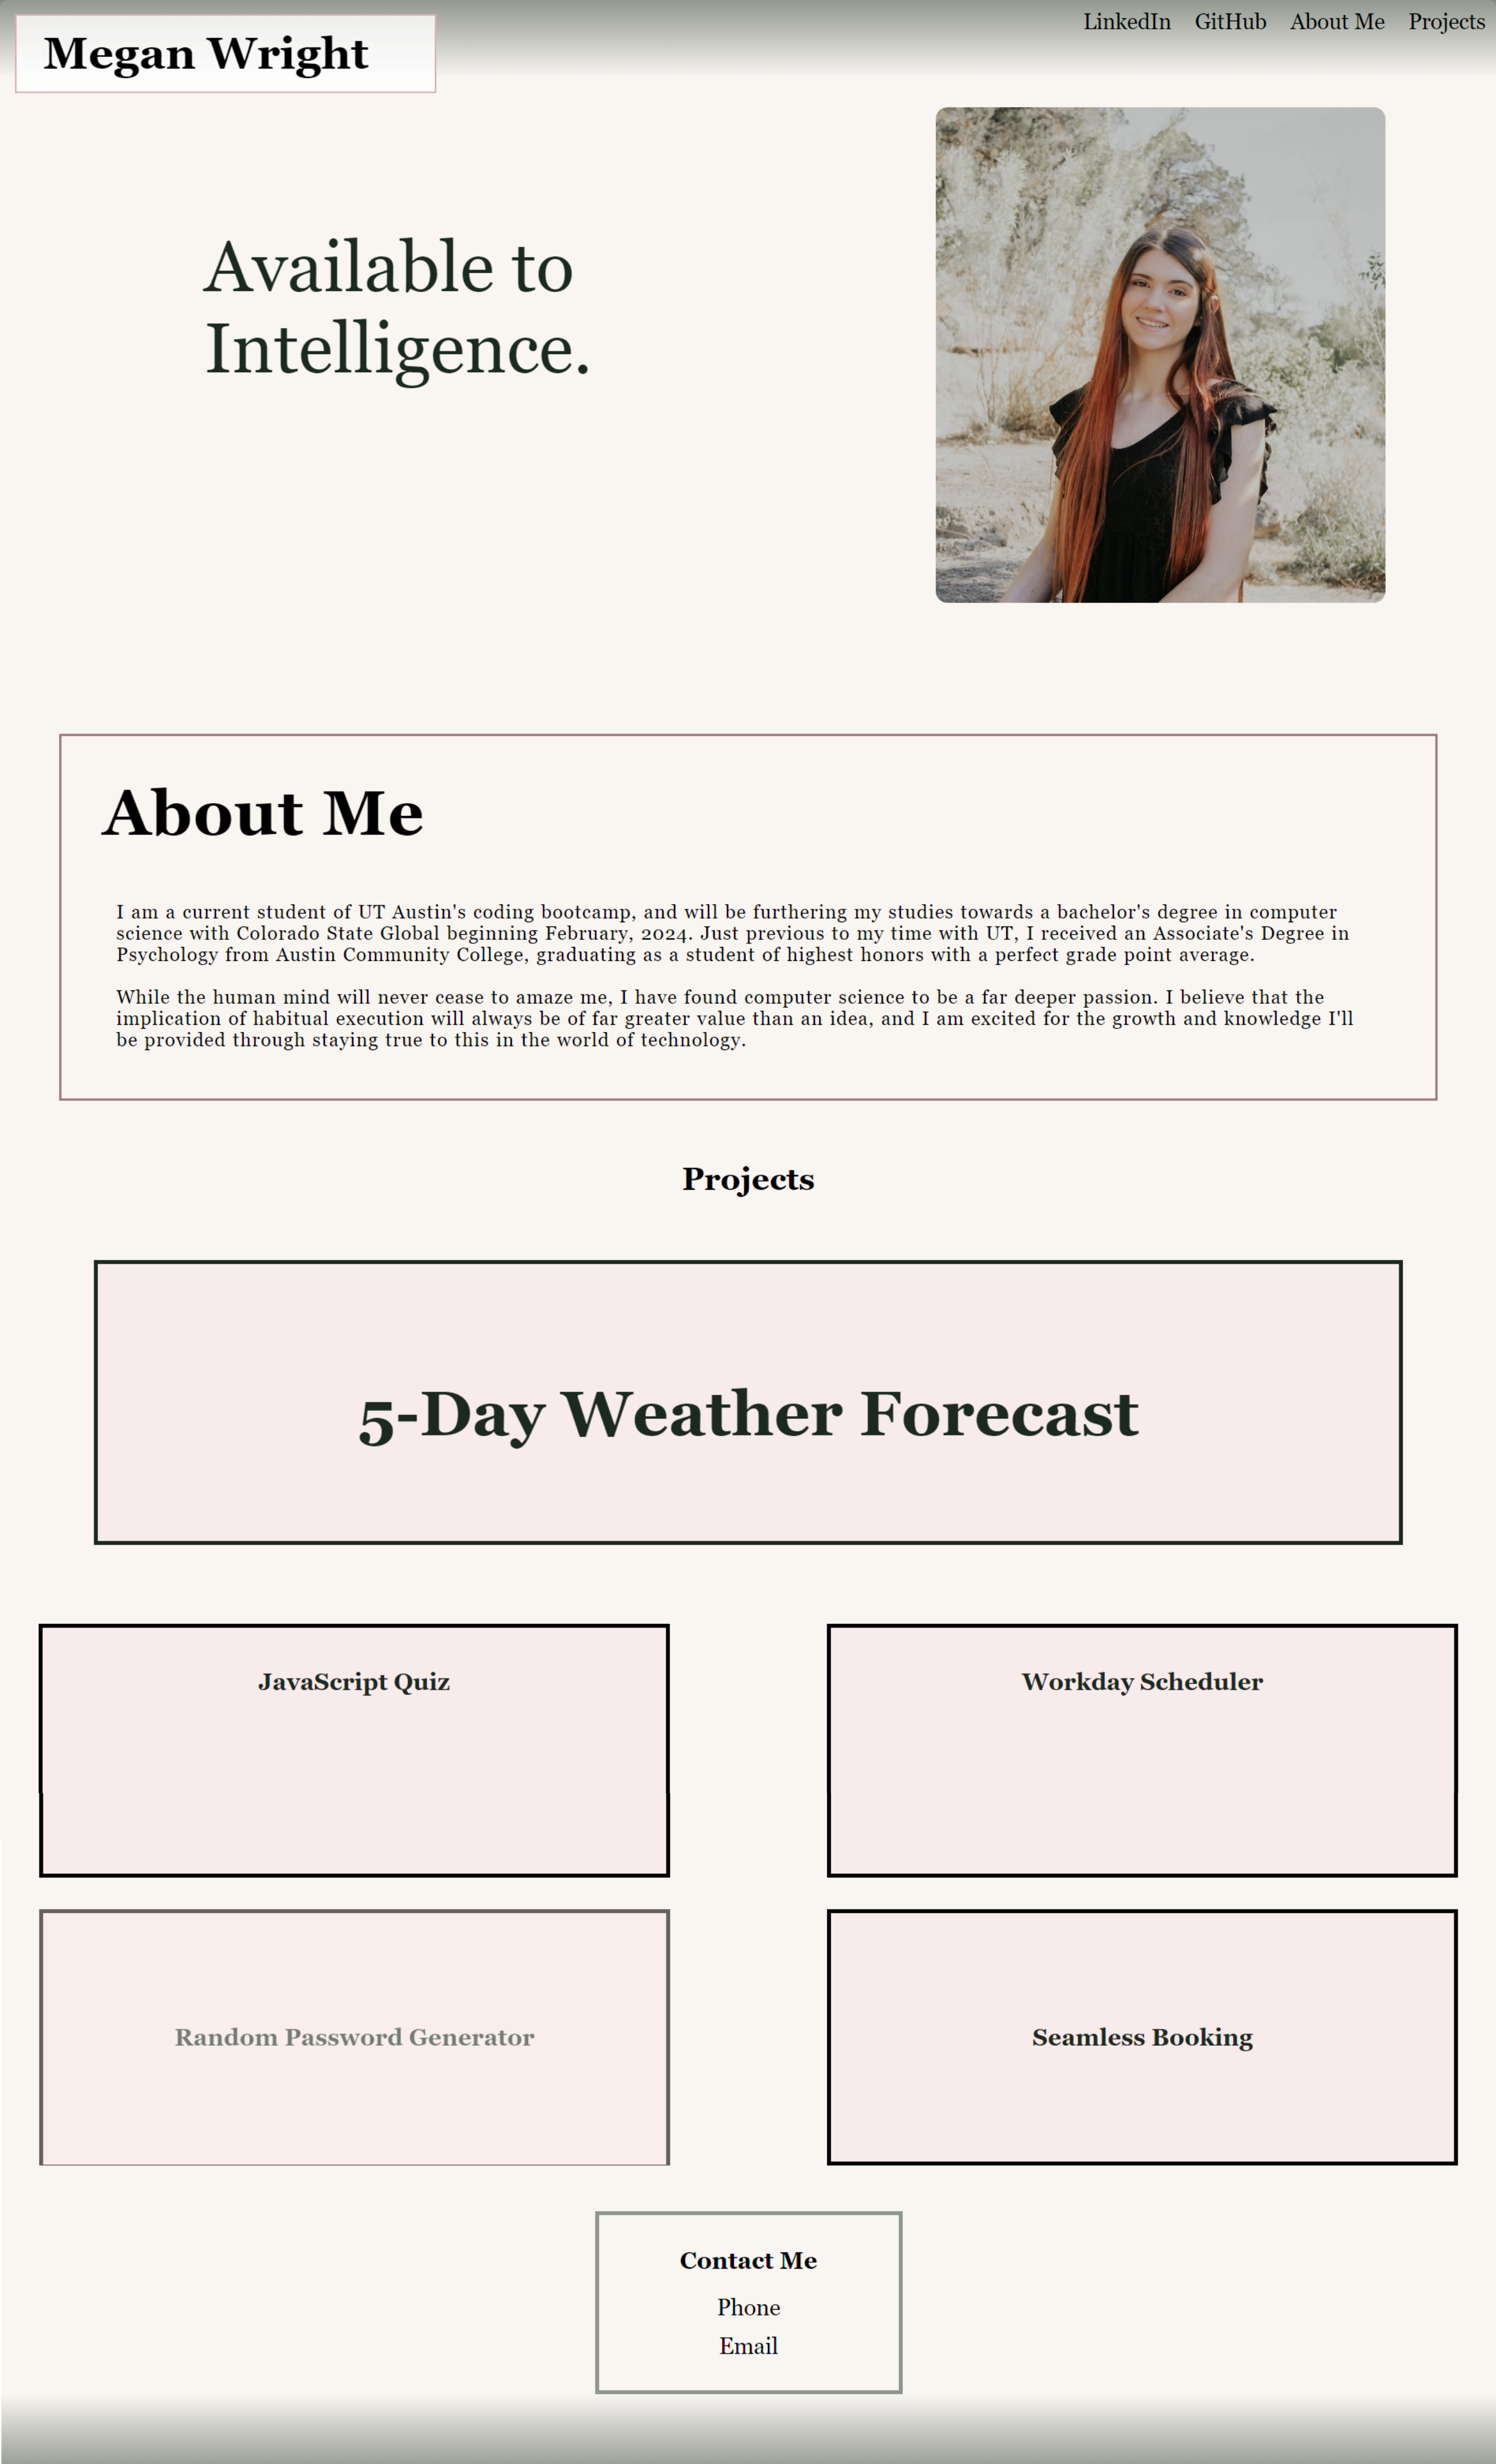 Megan Wright
LinkedIn GitHub About Me Projects
Available to
Intelligence.
About Me
I am a current student of UT Austin's coding bootcamp, and will be furthering my studies towards a bachelor's degree in computer
science with Colorado State Global beginning February, 2024. Just previous to my time with UT, I received an Associate's Degree in
Psychology from Austin Community College, graduating as a student of highest honors with a perfect grade point average.
While the human mind will never cease to amaze me, I have found computer science to be a far deeper passion. I believe that the
implication of habitual execution will always be of far greater value than an idea, and I am excited for the growth and knowledge I'll
be provided through staying true to this in the world of technology.
Projects
5-Day Weather Forecast
JavaScript Quiz
Workday Scheduler
Random Password Generator
Seamless Booking
Contact Me
Phone
Email